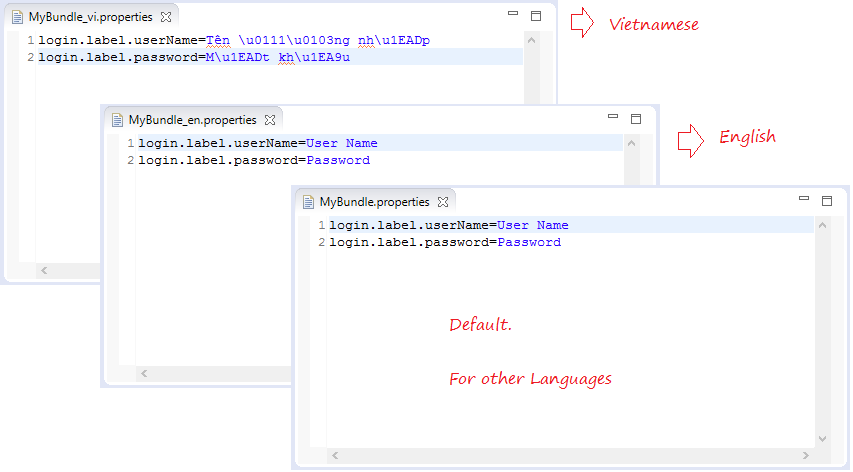 MyBundle_vi.properties
1 login.label.userName=Tên \u0111\u0103ng nh\u1EADp
2 login.label.password=M\u1EADt kh\u1EA9u
Vietnamese
MyBundle_en.properties
1 login.label.userName=User Name
2 login.label.password=Password
English
MyBundle.properties
1 login.label.userName=User Name
2 login.label.password=Password
Default.
For other Languages